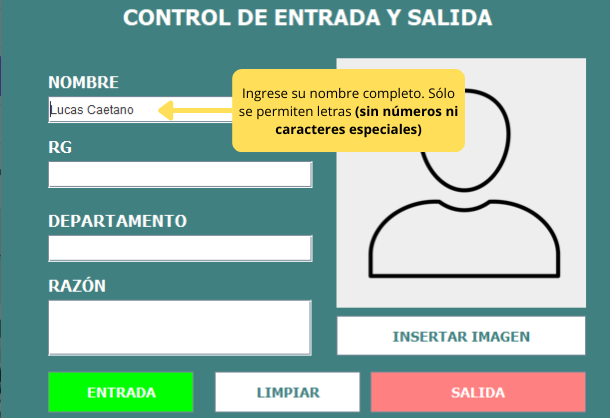 CONTROL DE ENTRADA Y SALIDA
NOMBRE
Lucas Caetano
Ingrese su nombre completo. Sólo
se permiten letras (sin números ni
caracteres especiales)
RG
DEPARTAMENTO
RAZÓN
INSERTAR IMAGEN
ENTRADA
LIMPIAR
SALIDA